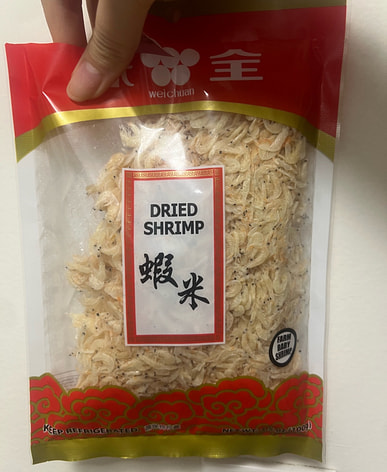 全
weichuan
DRIED
SHRIMP
蝦米
FARM
BABY
SHRIMP
KEEP REFRIGERATED